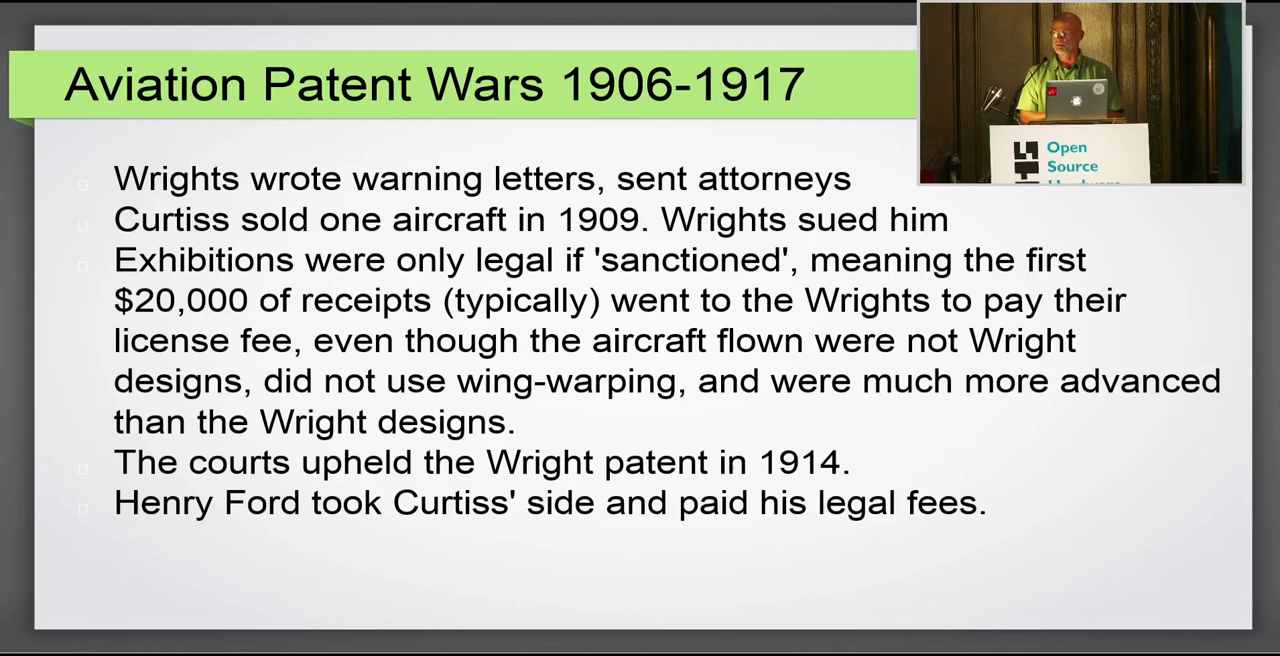 Aviation Patent Wars 1906-1917
Wrights wrote warning letters, sent attorneys
Curtiss sold one aircraft in 1909. Wrights sued him
Exhibitions were only legal if 'sanctioned', meaning the first
$20,000 of receipts (typically) went to the Wrights to pay their
license fee, even though the aircraft flown were not Wright
designs, did not use wing-warping, and were much more advanced
than the Wright designs.
The courts upheld the Wright patent in 1914.
Henry Ford took Curtiss' side and paid his legal fees.
Open
Source
Hardware